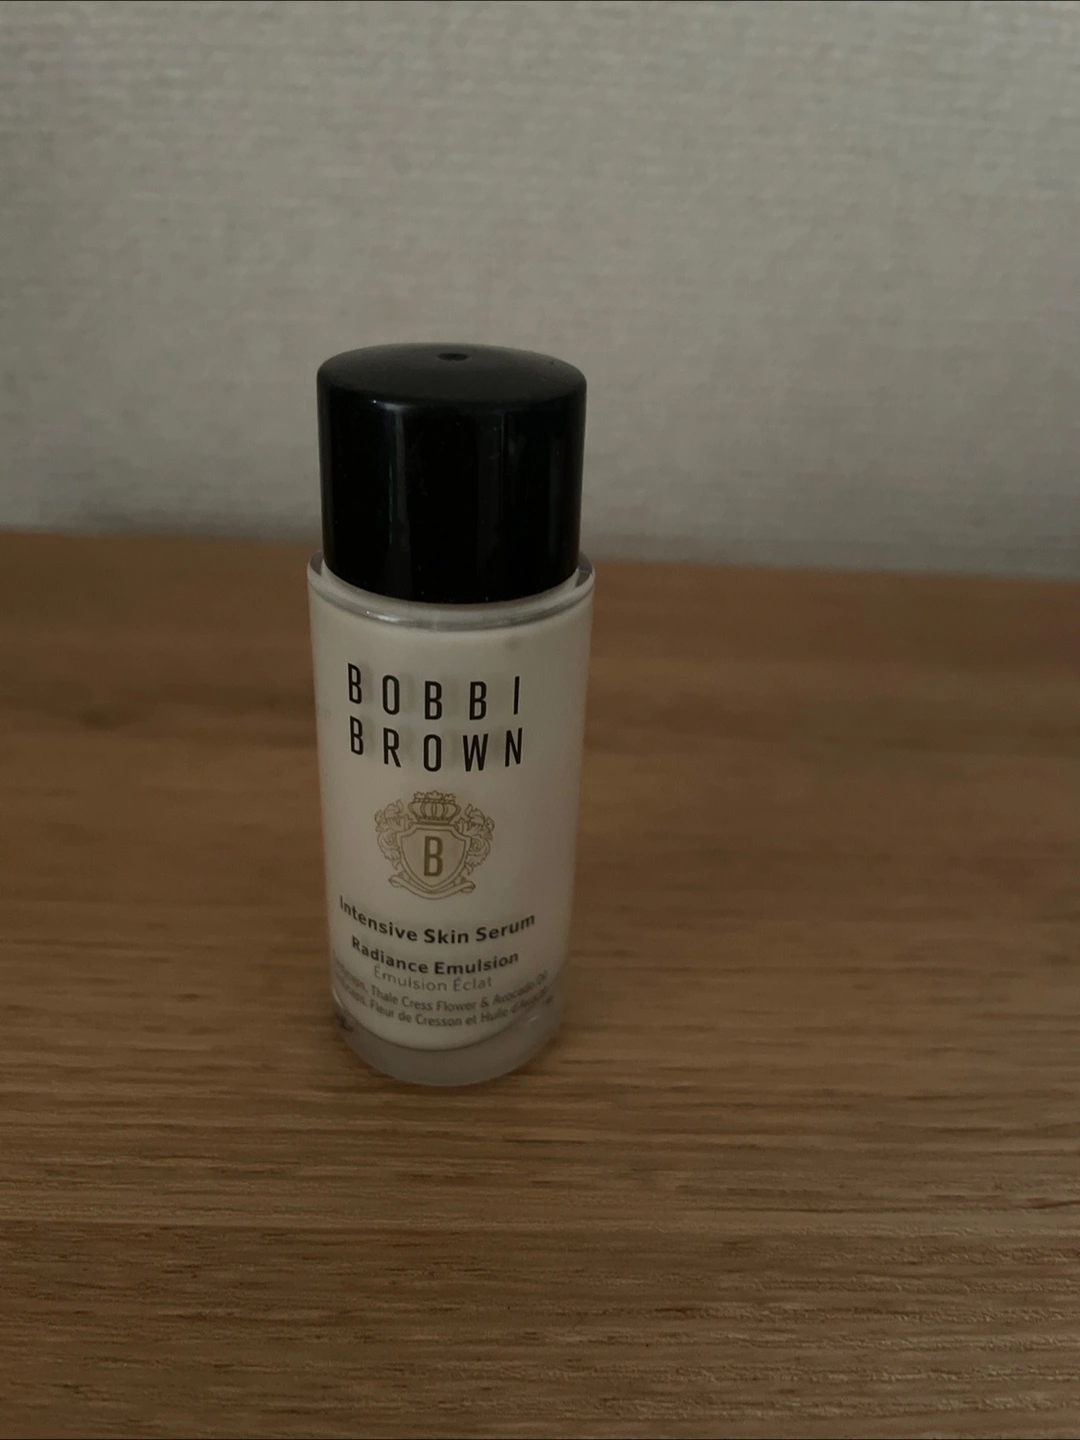 BOBBI
BROWN
B
Intensive Skin Serum
Radiance Emulsion
Émulsion Éclat
Thale Cress Flower & Avocado Oil
Fleur de Cresson et Huile d'Avocat